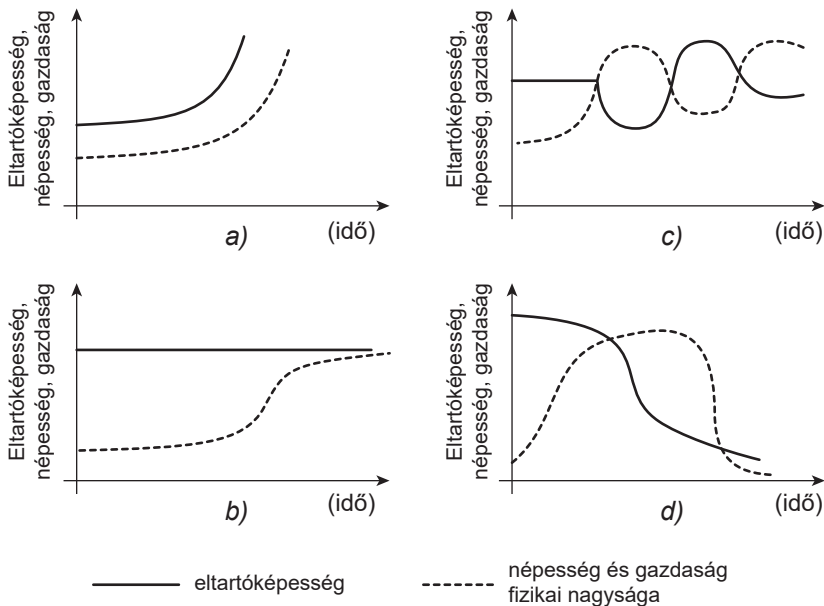 Eltartóképesség,
népesség, gazdaság
a)
(idő)
Eltartóképesség,
népesség, gazdaság
c)
(idő)
Eltartóképesség,
népesség, gazdaság
b)
(idő)
Eltartóképesség,
népesség, gazdaság
d)
(idő)
eltartóképesség
népesség és gazdaság
fizikai nagysága